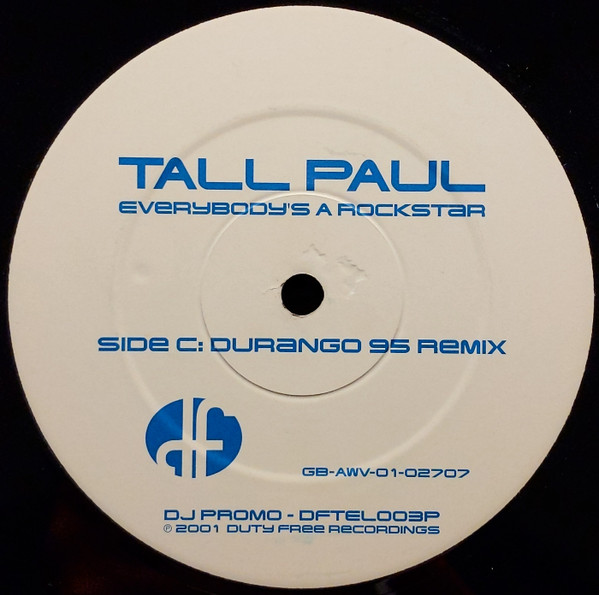 TALL PAUL
EVERYBODY'S A ROCKSTAR
SIDE C: DURANGO 95 REMIX
df
GB-AWV-01-02707
DJ PROMO - DFTEL003P
℗ 2001 DUTY FREE RECORDINGS